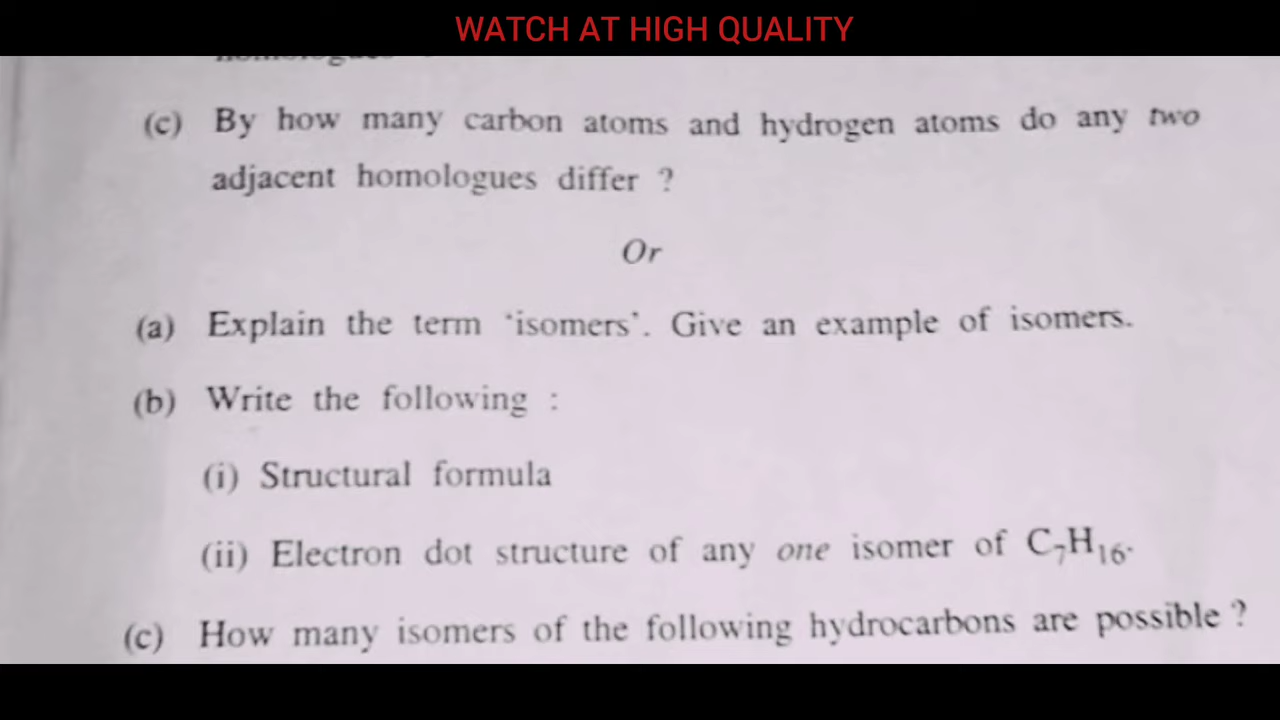 WATCH AT HIGH QUALITY
(c) By how many carbon atoms and hydrogen atoms do any two
adjacent homologues differ ?
Or
(a) Explain the term ‘isomers’. Give an example of isomers.
(b) Write the following :
(i) Structural formula
(ii) Electron dot structure of any one isomer of C₇H₁₆.
(c) How many isomers of the following hydrocarbons are possible ?